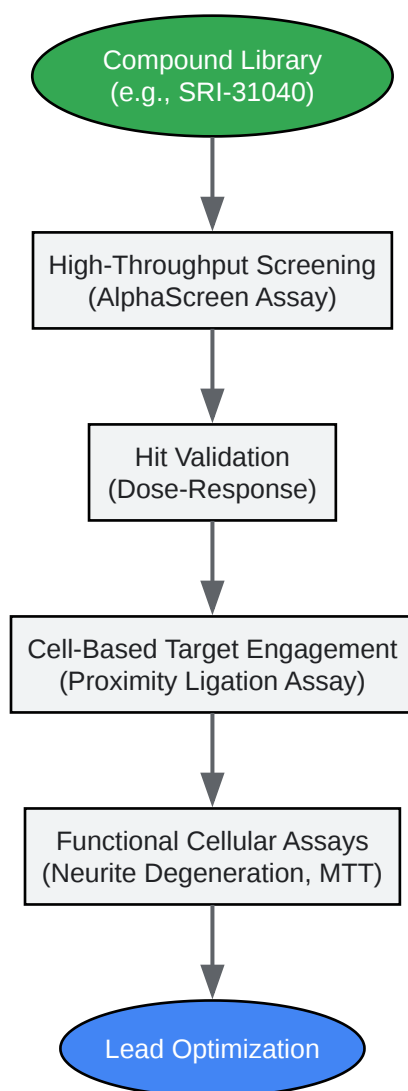 Compound Library
(e.g., SRI-31040)
High-Throughput Screening
(AlphaScreen Assay)
Hit Validation
(Dose-Response)
Cell-Based Target Engagement
(Proximity Ligation Assay)
Functional Cellular Assays
(Neurite Degeneration, MTT)
Lead Optimization